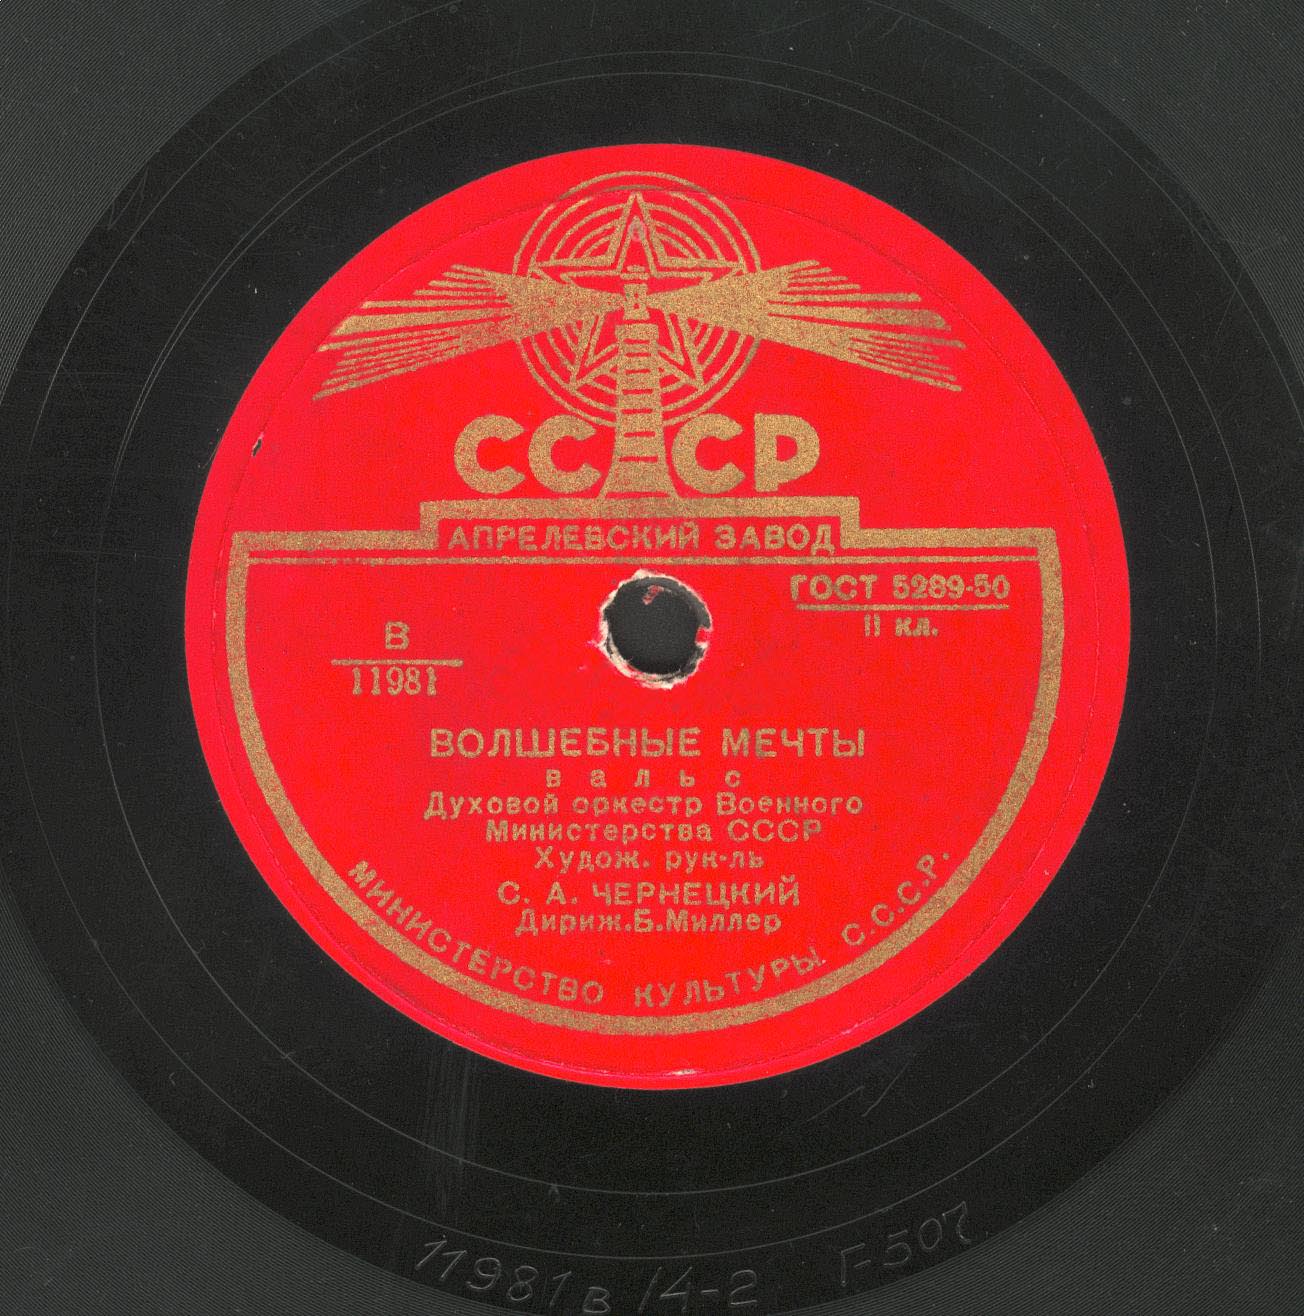 СССР
АПРЕЛЕВСКИЙ ЗАВОД
ГОСТ 5289-50
II кл.
В
11981
ВОЛШЕБНЫЕ МЕЧТЫ
вальс
Духовой оркестр Военного
Министерства СССР
Худож. рук-ль
С. А. ЧЕРНЕЦКИЙ
Дириж.Б.Миллер
МИНИСТЕРСТВО КУЛЬТУРЫ С.С.С.Р.
11981 в /4-2 Г-507